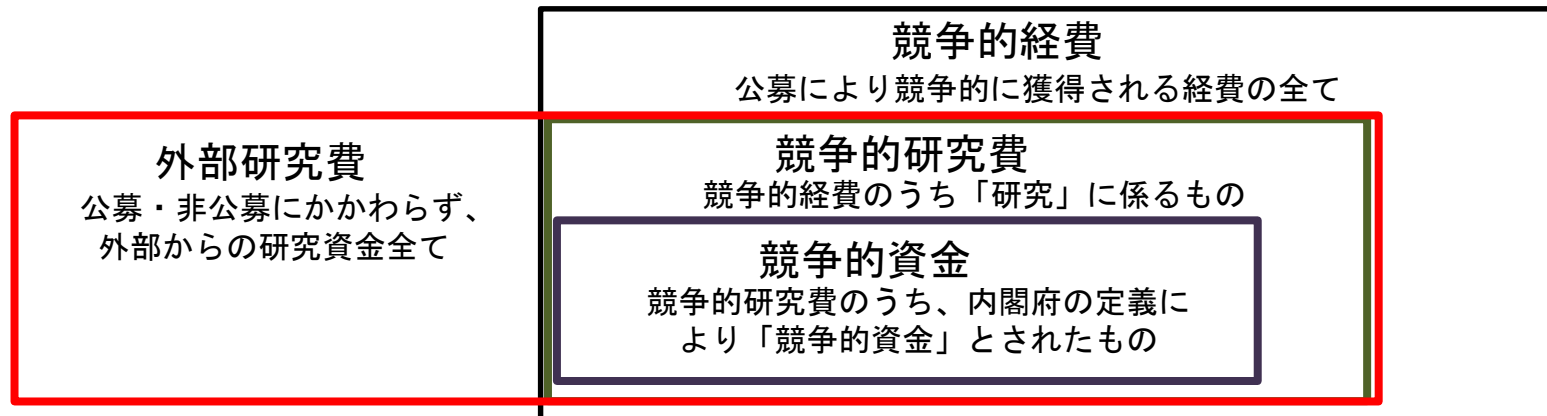 競争的経費
公募により競争的に獲得される経費の全て
外部研究費
公募・非公募にかかわらず、
外部からの研究資金全て
競争的研究費
競争的経費のうち「研究」に係るもの
競争的資金
競争的研究費のうち、内閣府の定義に
より「競争的資金」とされたもの